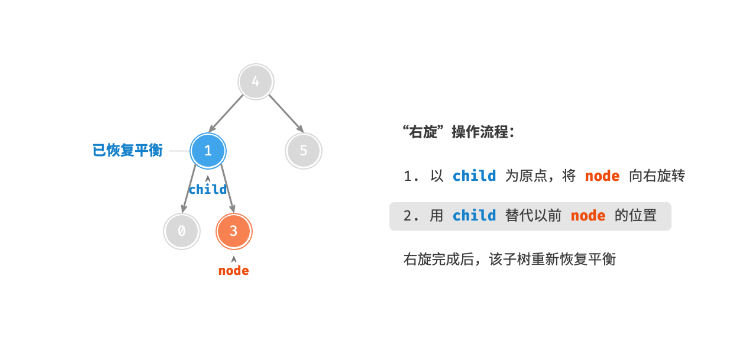 4
已恢复平衡
1
5
child
0
3
node
“右旋”操作流程：
1. 以 child 为原点，将 node 向右旋转
2. 用 child 替代以前 node 的位置
右旋完成后，该子树重新恢复平衡